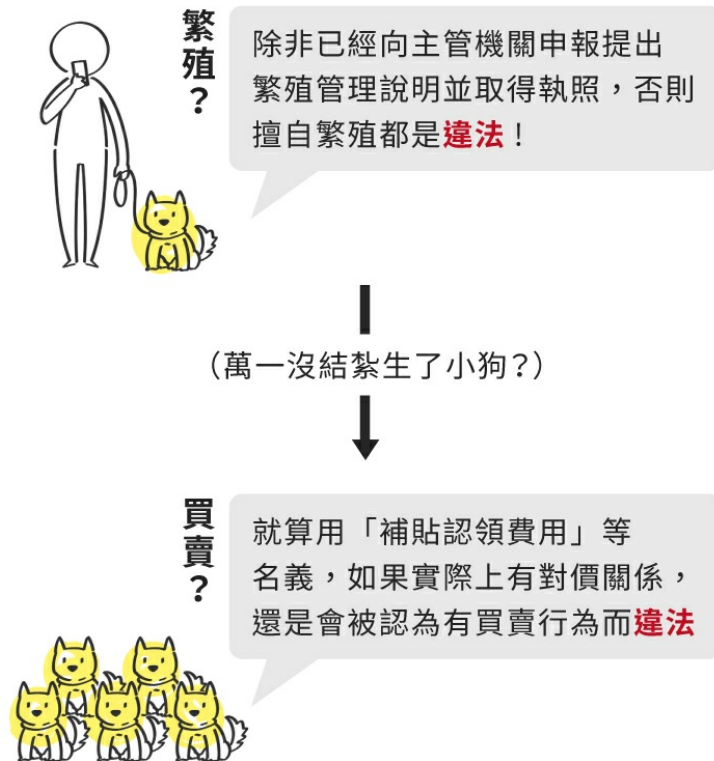 繁殖？
除非已經向主管機關申報提出
繁殖管理說明並取得執照，否則
擅自繁殖都是違法！
（萬一沒結紮生了小狗？）
買賣？
就算用「補貼認領費用」等
名義，如果實際上有對價關係，
還是會被認為有買賣行為而違法